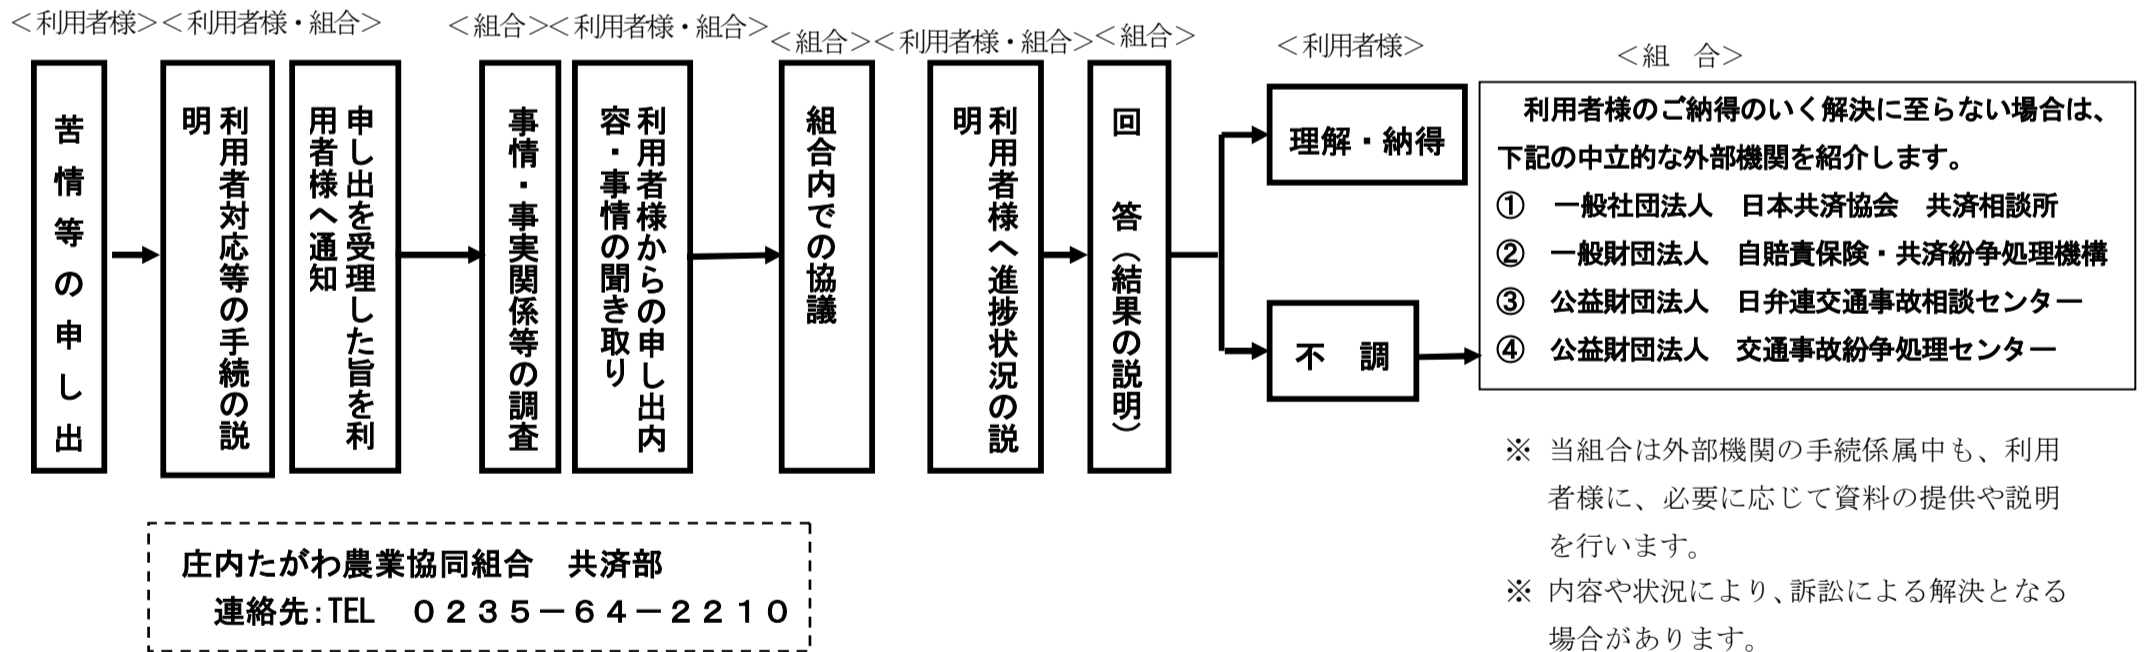 ＜利用者様＞
＜利用者様・組合＞
＜組合＞
＜利用者様・組合＞
＜組合＞
＜利用者様・組合＞
＜組合＞
＜利用者様＞
＜組　合＞
苦情等の申し出
利用者対応等の手続の説
明
申し出を受理した旨を利
用者様へ通知
事情・事実関係等の調査
利用者様からの申し出内
容・事情の聞き取り
組合内での協議
利用者様へ進捗状況の説
明
回　答（結果の説明）
理解・納得
不　調
利用者様のご納得のいく解決に至らない場合は、
下記の中立的な外部機関を紹介します。
①　一般社団法人　日本共済協会　共済相談所
②　一般財団法人　自賠責保険・共済紛争処理機構
③　公益財団法人　日弁連交通事故相談センター
④　公益財団法人　交通事故紛争処理センター
※ 当組合は外部機関の手続係属中も、利用
者様に、必要に応じて資料の提供や説明
を行います。
※ 内容や状況により、訴訟による解決となる
場合があります。
庄内たがわ農業協同組合　共済部
連絡先：TEL　０２３５－６４－２２１０